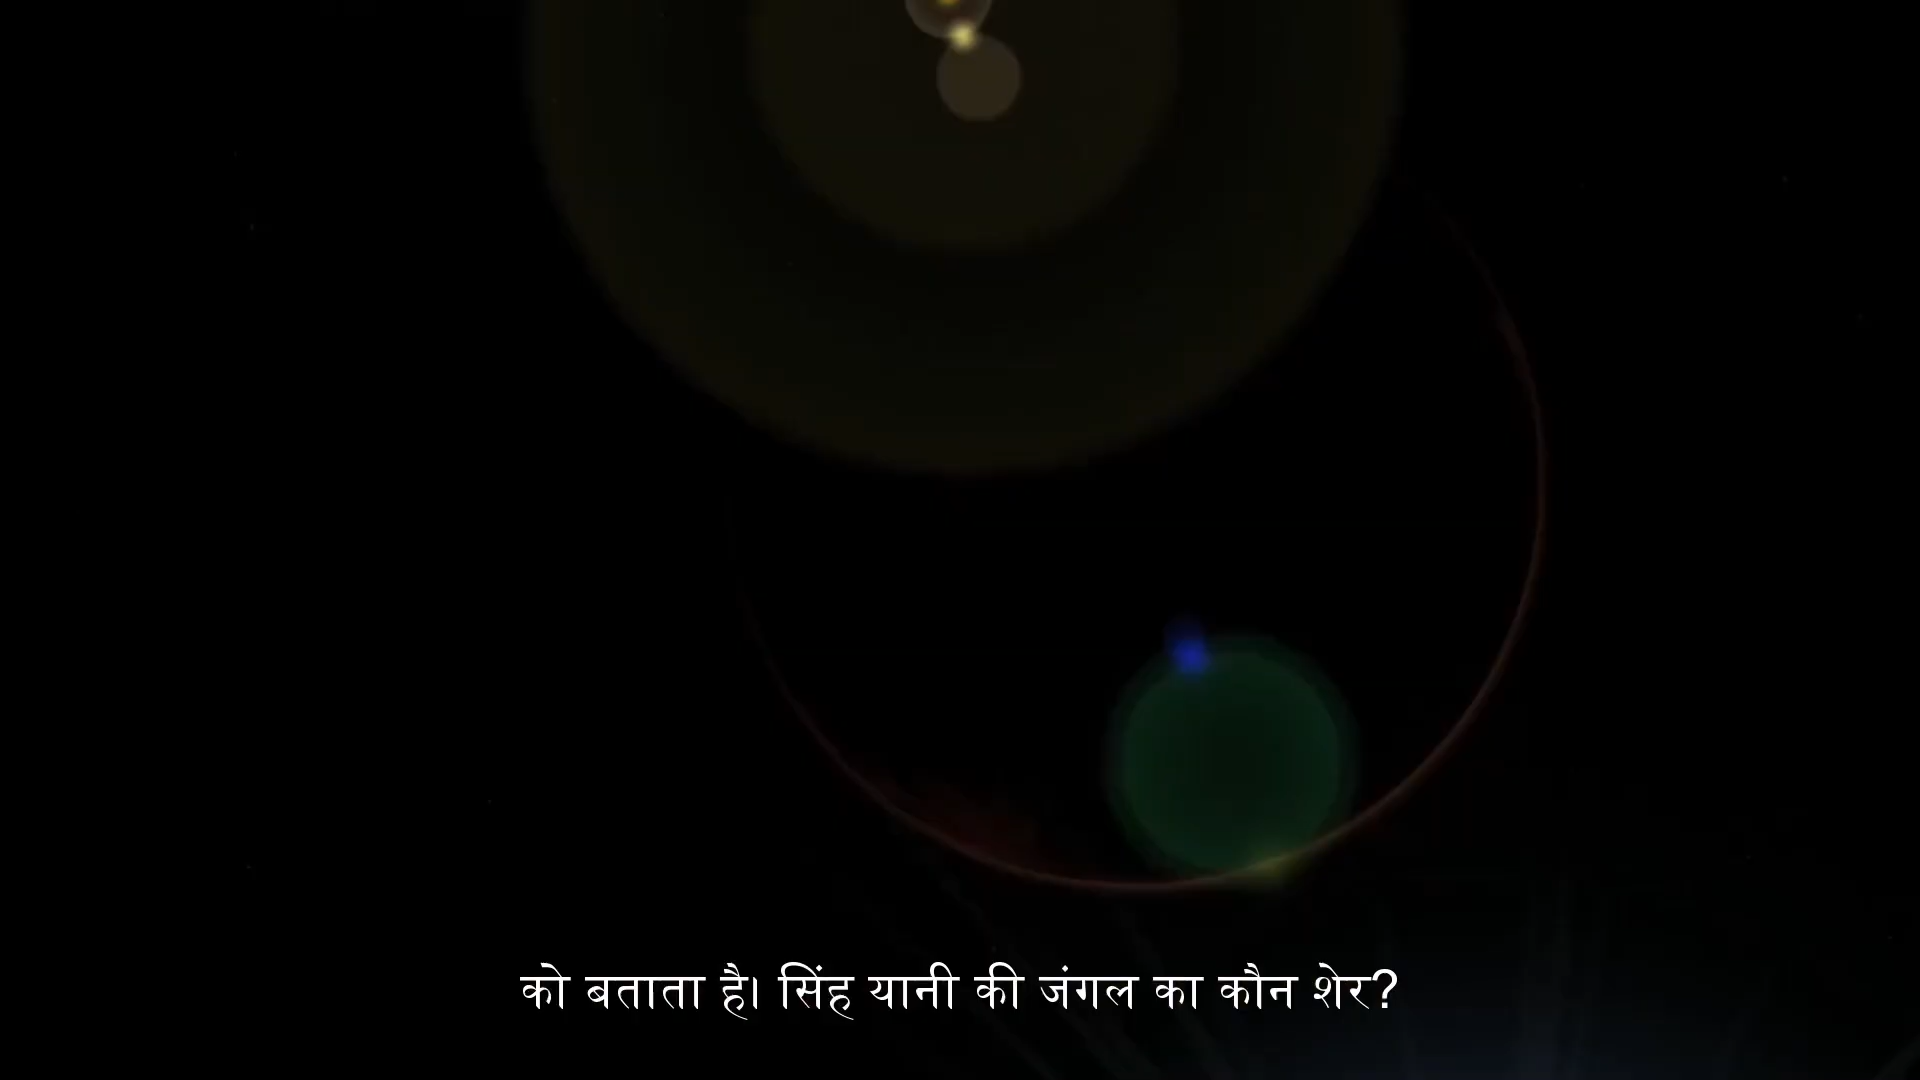 को बताता है। सिंह यानी की जंगल का कौन शेर?